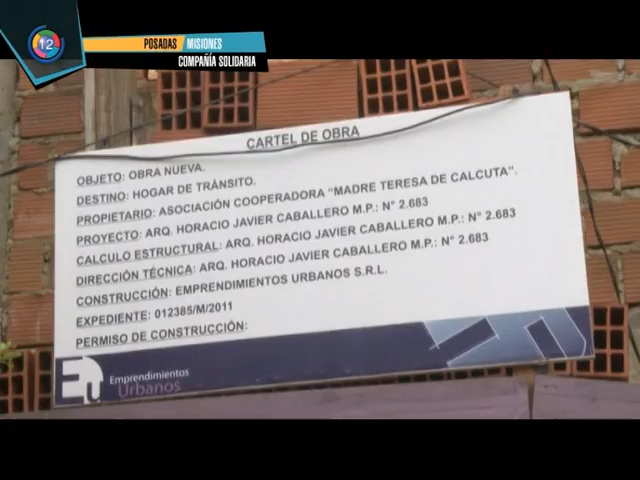 12
POSADAS MISIONES
COMPAÑÍA SOLIDARIA
CARTEL DE OBRA
OBJETO: OBRA NUEVA.
DESTINO: HOGAR DE TRÁNSITO.
PROPIETARIO: ASOCIACIÓN COOPERADORA “MADRE TERESA DE CALCUTA”.
PROYECTO: ARQ. HORACIO JAVIER CABALLERO M.P.: N° 2.683
CALCULO ESTRUCTURAL: ARQ. HORACIO JAVIER CABALLERO M.P.: N° 2.683
DIRECCIÓN TÉCNICA: ARQ. HORACIO JAVIER CABALLERO M.P.: N° 2.683
CONSTRUCCIÓN: EMPRENDIMIENTOS URBANOS S.R.L.
EXPEDIENTE: 012385/M/2011
PERMISO DE CONSTRUCCIÓN:
EU Emprendimientos
Urbanos